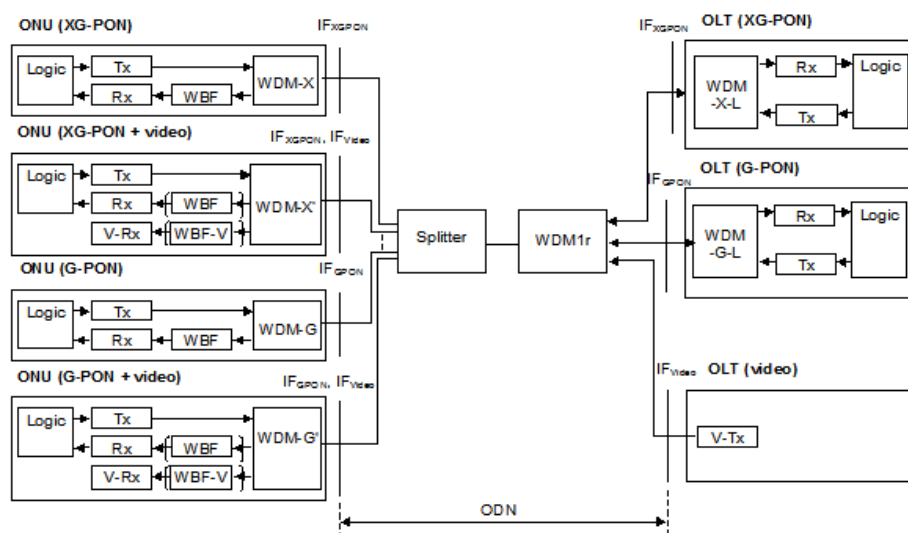 ONU (XG-PON)
IFXGPON
Logic
Tx
Rx
WBF
WDM-X
ONU (XG-PON + video)
IFXGPON, IFVideo
Logic
Tx
Rx
WBF
V-Rx
WBF-V
WDM-X'
ONU (G-PON)
IFGPON
Logic
Tx
Rx
WBF
WDM-G
ONU (G-PON + video)
IFGPON, IFVideo
Logic
Tx
Rx
WBF
V-Rx
WBF-V
WDM-G'
Splitter
WDM1r
ODN
OLT (XG-PON)
IFXGPON
WDM
-X-L
Rx
Tx
Logic
OLT (G-PON)
IFGPON
WDM
-G-L
Rx
Tx
Logic
OLT (video)
IFVideo
V-Tx